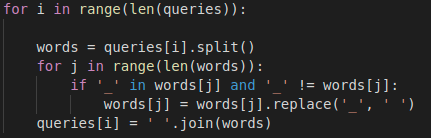 for i in range(len(queries)):
    words = queries[i].split()
    for j in range(len(words)):
        if '_' in words[j] and '_' != words[j]:
            words[j] = words[j].replace('_', ' ')
    queries[i] = ' '.join(words)